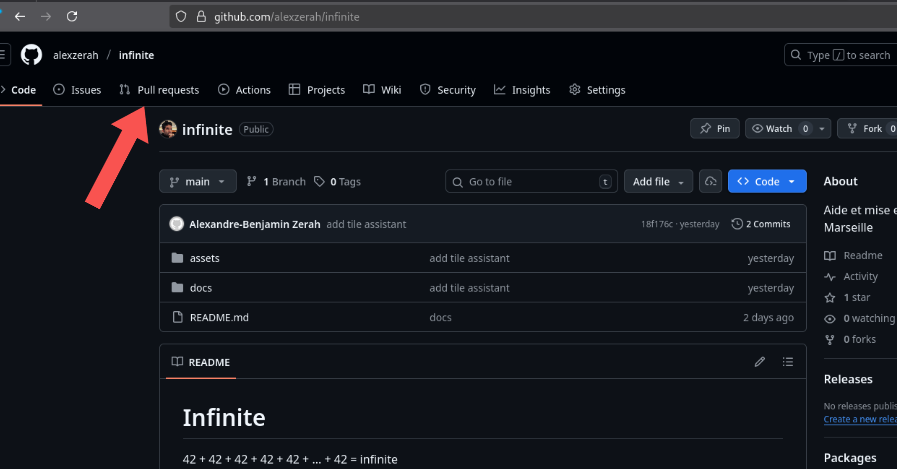 github.com/alexzerah/infinite
alexzerah / infinite
Type / to search
Code Issues Pull requests Actions Projects Wiki Security Insights Settings
infinite Public
Pin Watch 0 Fork 0
main 1 Branch 0 Tags Go to file t Add file Code
About
Alexandre-Benjamin Zerah add tile assistant 18f176c · yesterday 2 Commits
Aide et mise e
Marseille
assets add tile assistant yesterday
Readme
Activity
docs add tile assistant yesterday
1 star
README.md docs 2 days ago
0 watching
0 forks
README
Releases
No releases publis
Create a new relea
Infinite
42 + 42 + 42 + 42 + 42 + ... + 42 = infinite
Packages